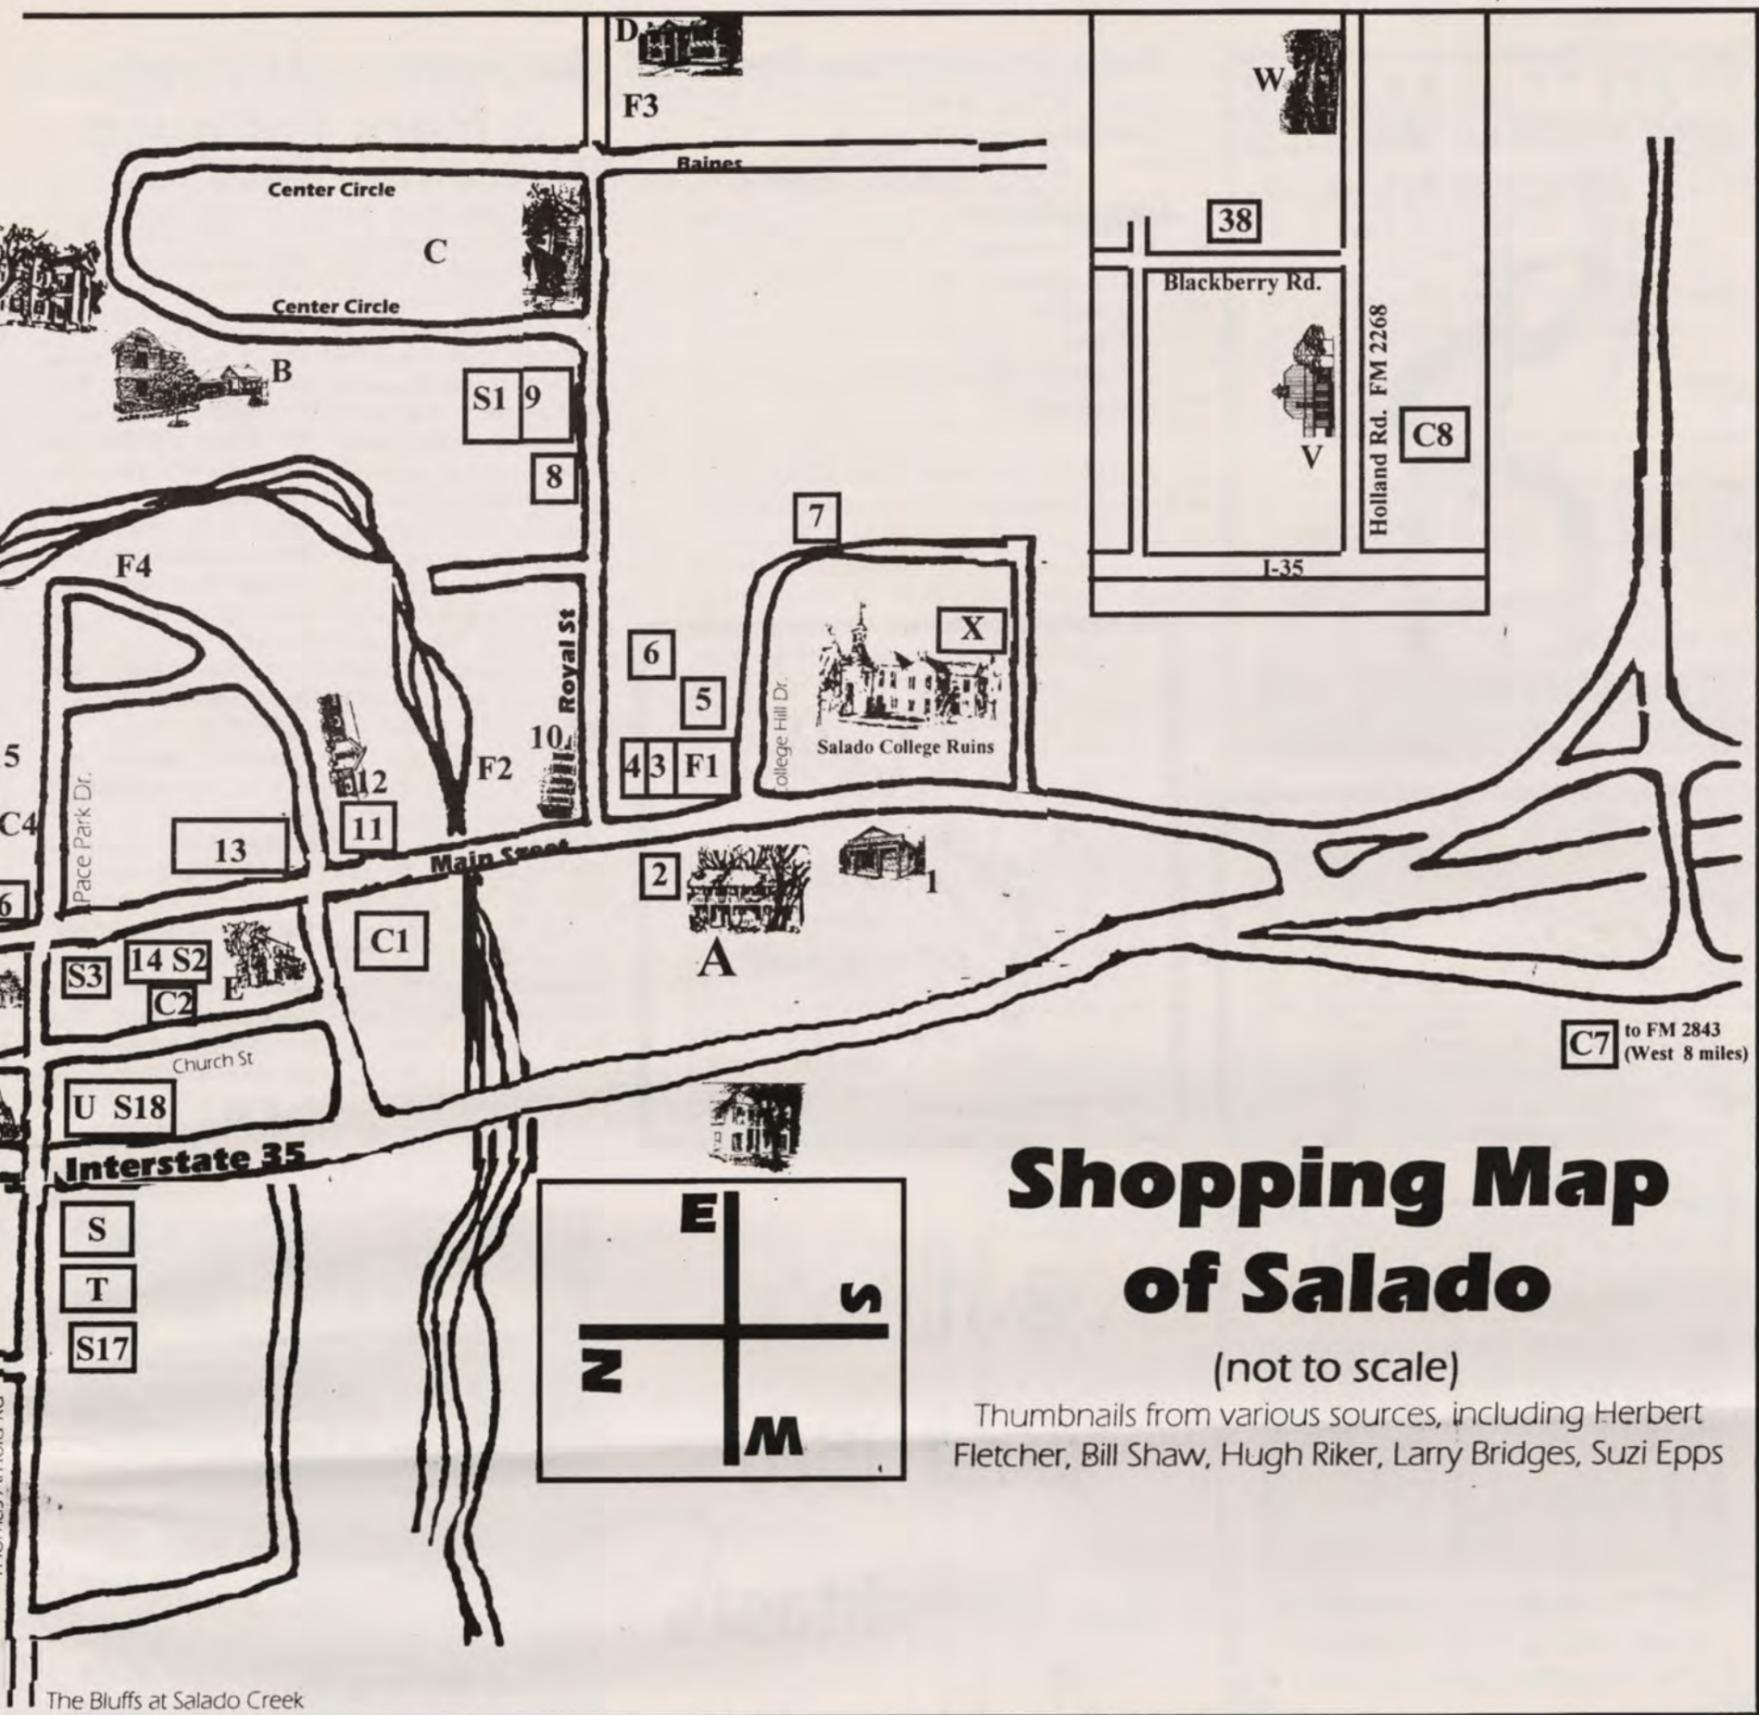 D
F3
W
Baines
Center Circle
38
C
Blackberry Rd.
Center Circle
Holland Rd. FM 2268
B
S1 9
C8
V
8
7
F4
I-35
Royal St
X
6
5
College Hill Dr.
Salado College Ruins
5
10
F2
4 3 F1
Pace Park Dr.
12
C4
11
13
Main Street
2
1
6
C1
A
14 S2
S3
C2
E
C7 to FM 2843
(West 8 miles)
Church St
U S18
Interstate 35
S
T
S17
E
S
N
W
Shopping Map
of Salado
(not to scale)
Thumbnails from various sources, including Herbert
Fletcher, Bill Shaw, Hugh Riker, Larry Bridges, Suzi Epps
The Bluffs at Salado Creek